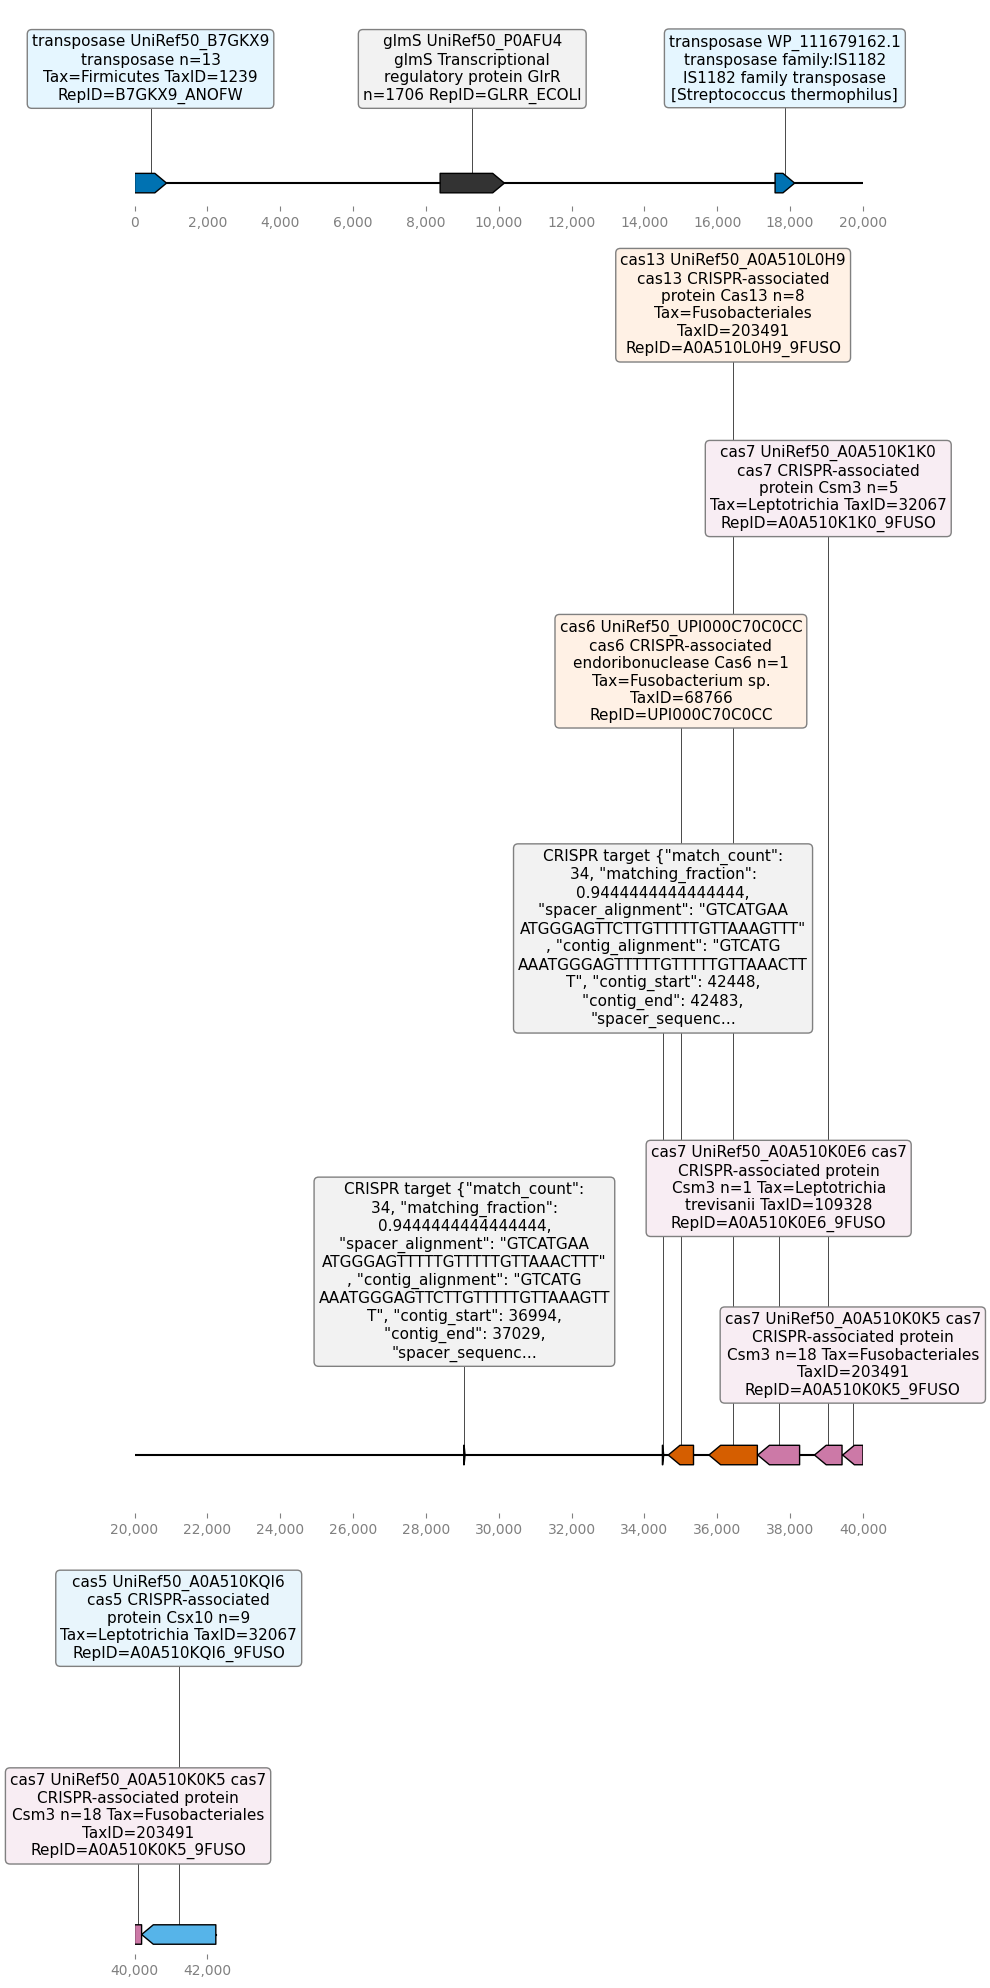 transposase UniRef50_B7GKX9
transposase n=13
Tax=Firmicutes TaxID=1239
RepID=B7GKX9_ANOFW
glmS UniRef50_P0AFU4
glmS Transcriptional
regulatory protein GlrR
n=1706 RepID=GLRR_ECOLI
transposase WP_111679162.1
transposase family:IS1182
IS1182 family transposase
[Streptococcus thermophilus]
0 2,000 4,000 6,000 8,000 10,000 12,000 14,000 16,000 18,000 20,000
cas13 UniRef50_A0A510L0H9
cas13 CRISPR-associated
protein Cas13 n=8
Tax=Fusobacteriales
TaxID=203491
RepID=A0A510L0H9_9FUSO
cas7 UniRef50_A0A510K1K0
cas7 CRISPR-associated
protein Csm3 n=5
Tax=Leptotrichia TaxID=32067
RepID=A0A510K1K0_9FUSO
cas6 UniRef50_UPI000C70C0CC
cas6 CRISPR-associated
endoribonuclease Cas6 n=1
Tax=Fusobacterium sp.
TaxID=68766
RepID=UPI000C70C0CC
CRISPR target {"match_count":
34, "matching_fraction":
0.9444444444444444,
"spacer_alignment": "GTCATGAA
ATGGGAGTTCTTGTTTTTGTTAAAGTTT"
, "contig_alignment": "GTCATG
AAATGGGAGTTTTTGTTTTTGTTAAACTT
T", "contig_start": 42448,
"contig_end": 42483,
"spacer_sequenc...
cas7 UniRef50_A0A510K0E6 cas7
CRISPR-associated protein
Csm3 n=1 Tax=Leptotrichia
trevisanii TaxID=109328
RepID=A0A510K0E6_9FUSO
CRISPR target {"match_count":
34, "matching_fraction":
0.9444444444444444,
"spacer_alignment": "GTCATGAA
ATGGGAGTTTTTGTTTTTGTTAAACTTT"
, "contig_alignment": "GTCATG
AAATGGGAGTTCTTGTTTTTGTTAAAGTT
T", "contig_start": 36994,
"contig_end": 37029,
"spacer_sequenc...
cas7 UniRef50_A0A510K0K5 cas7
CRISPR-associated protein
Csm3 n=18 Tax=Fusobacteriales
TaxID=203491
RepID=A0A510K0K5_9FUSO
20,000 22,000 24,000 26,000 28,000 30,000 32,000 34,000 36,000 38,000 40,000
cas5 UniRef50_A0A510KQI6
cas5 CRISPR-associated
protein Csx10 n=9
Tax=Leptotrichia TaxID=32067
RepID=A0A510KQI6_9FUSO
cas7 UniRef50_A0A510K0K5 cas7
CRISPR-associated protein
Csm3 n=18 Tax=Fusobacteriales
TaxID=203491
RepID=A0A510K0K5_9FUSO
40,000 42,000